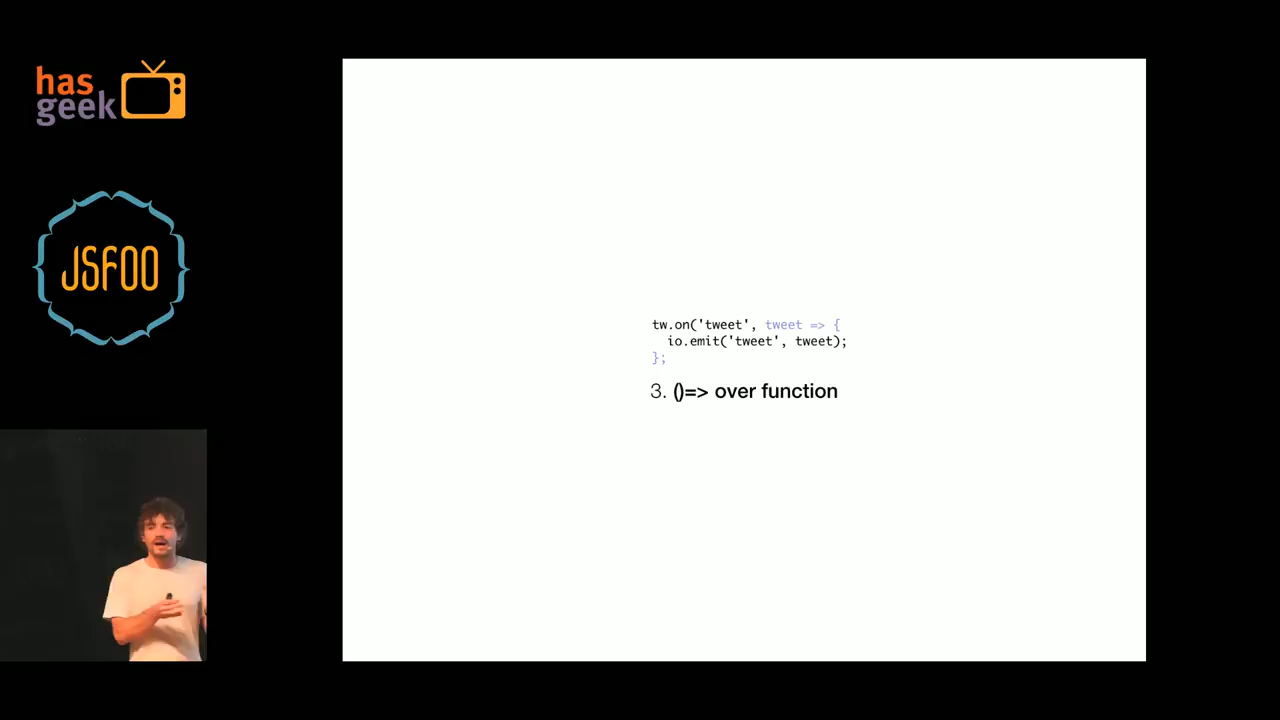 has
geek
JSFOO
tw.on('tweet', tweet => {
  io.emit('tweet', tweet);
};
3. ()=> over function